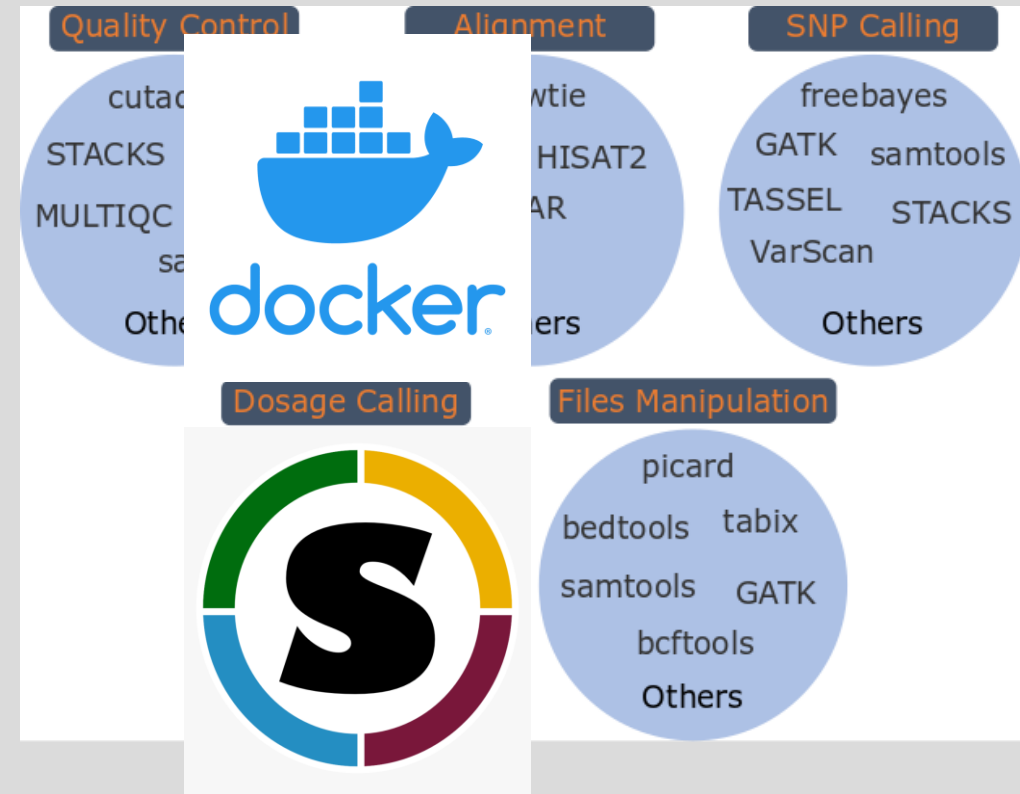 Quality Control
Alignment
SNP Calling
STACKS
MULTIQC
docker
HISAT2
freebayes
GATK
samtools
TASSEL
STACKS
VarScan
Others
Dosage Calling
S
Files Manipulation
picard
bedtools
tabix
samtools
GATK
bcftools
Others